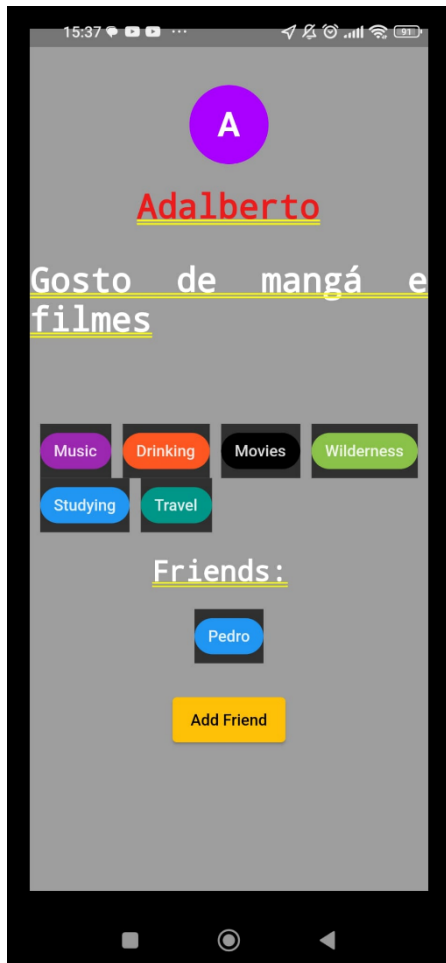 15:37
91
A
Adalberto
Gosto de mangá e
filmes
Music Drinking Movies Wilderness
Studying Travel
Friends:
Pedro
Add Friend